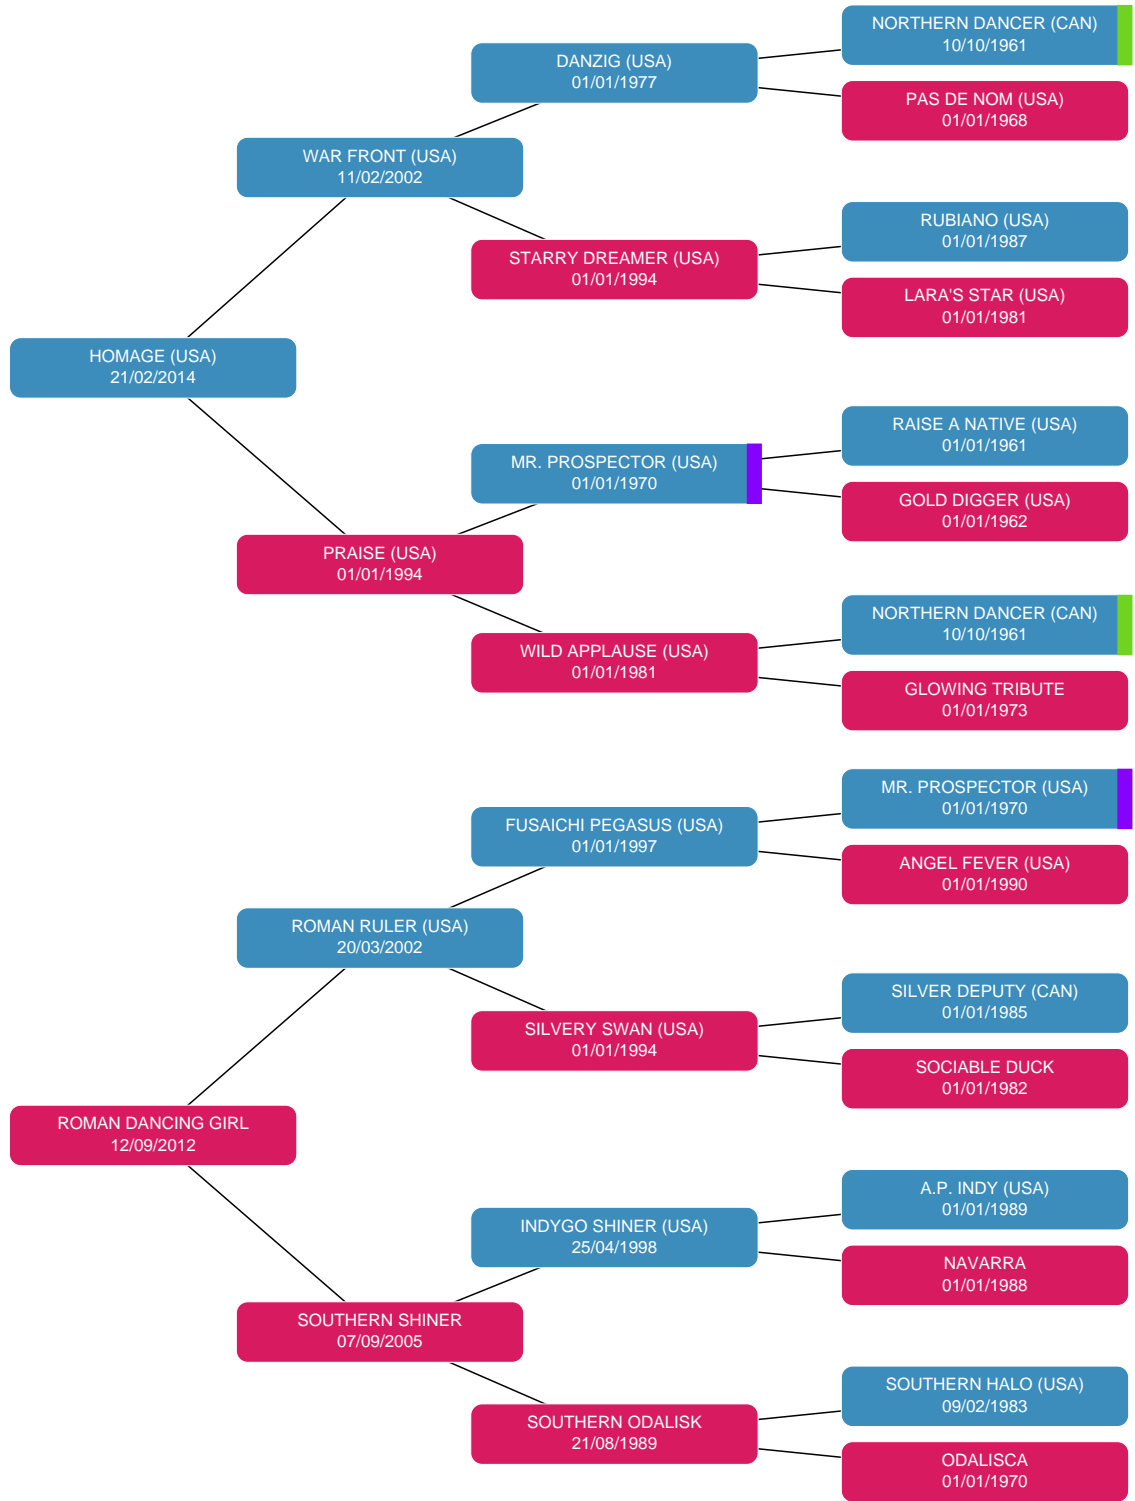 NORTHERN DANCER (CAN)
10/10/1961
DANZIG (USA)
01/01/1977
PAS DE NOM (USA)
01/01/1968
WAR FRONT (USA)
11/02/2002
RUBIANO (USA)
01/01/1987
STARRY DREAMER (USA)
01/01/1994
LARA'S STAR (USA)
01/01/1981
HOMAGE (USA)
21/02/2014
RAISE A NATIVE (USA)
01/01/1961
MR. PROSPECTOR (USA)
01/01/1970
GOLD DIGGER (USA)
01/01/1962
PRAISE (USA)
01/01/1994
NORTHERN DANCER (CAN)
10/10/1961
WILD APPLAUSE (USA)
01/01/1981
GLOWING TRIBUTE
01/01/1973
MR. PROSPECTOR (USA)
01/01/1970
FUSAICHI PEGASUS (USA)
01/01/1997
ANGEL FEVER (USA)
01/01/1990
ROMAN RULER (USA)
20/03/2002
SILVER DEPUTY (CAN)
01/01/1985
SILVERY SWAN (USA)
01/01/1994
SOCIABLE DUCK
01/01/1982
ROMAN DANCING GIRL
12/09/2012
A.P. INDY (USA)
01/01/1989
INDYGO SHINER (USA)
25/04/1998
NAVARRA
01/01/1988
SOUTHERN SHINER
07/09/2005
SOUTHERN HALO (USA)
09/02/1983
SOUTHERN ODALISK
21/08/1989
ODALISCA
01/01/1970